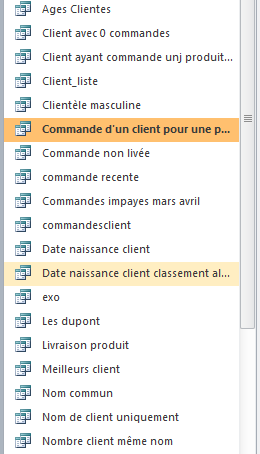 Ages Clientes
Client avec 0 commandes
Client ayant commande unj produit...
Client_liste
Clientèle masculine
Commande d'un client pour une p...
Commande non livée
commande recente
Commandes impayes mars avril
commandesclient
Date naissance client
Date naissance client classement al...
exo
Les dupont
Livraison produit
Meilleurs client
Nom commun
Nom de client uniquement
Nombre client même nom